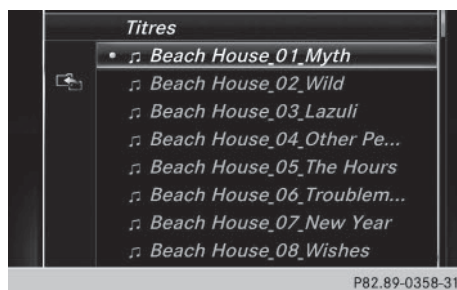 Titres
Beach House_01_Myth
Beach House_02_Wild
Beach House_03_Lazuli
Beach House_04_Other Pe...
Beach House_05_The Hours
Beach House_06_Troublem...
Beach House_07_New Year
Beach House_08_Wishes
P82.89-0358-31